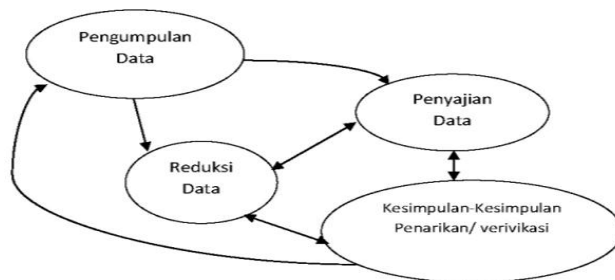 Pengumpulan
Data
Penyajian
Data
Reduksi
Data
Kesimpulan-Kesimpulan
Penarikan/ verivikasi